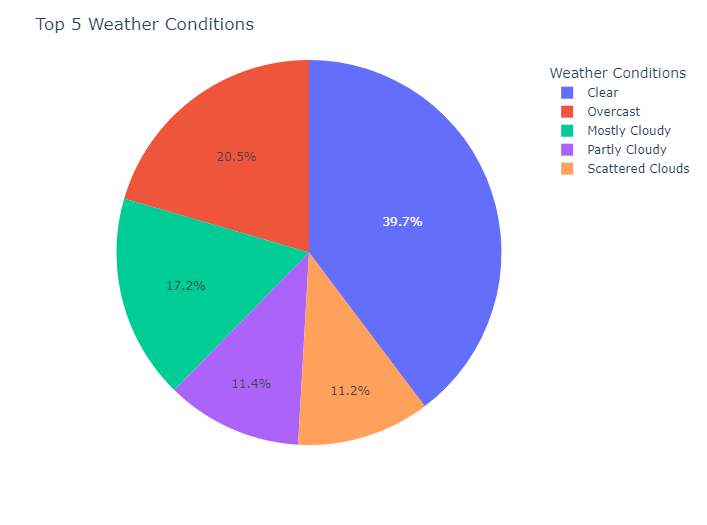 Top 5 Weather Conditions
Weather Conditions
Clear
Overcast
Mostly Cloudy
Partly Cloudy
Scattered Clouds
20.5%
39.7%
17.2%
11.4%
11.2%